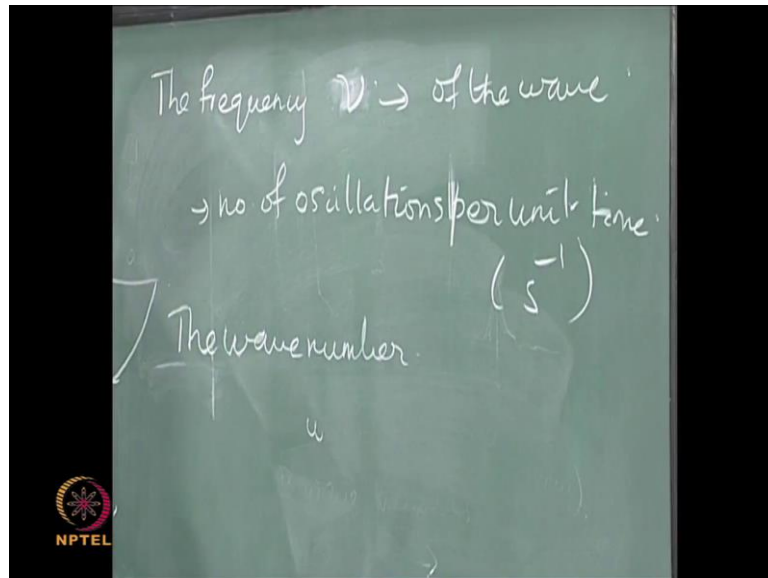 The frequency ν → of the wave
→ no of oscillations per unit time.
(s⁻¹)
The wavenumber.
u
NPTEL